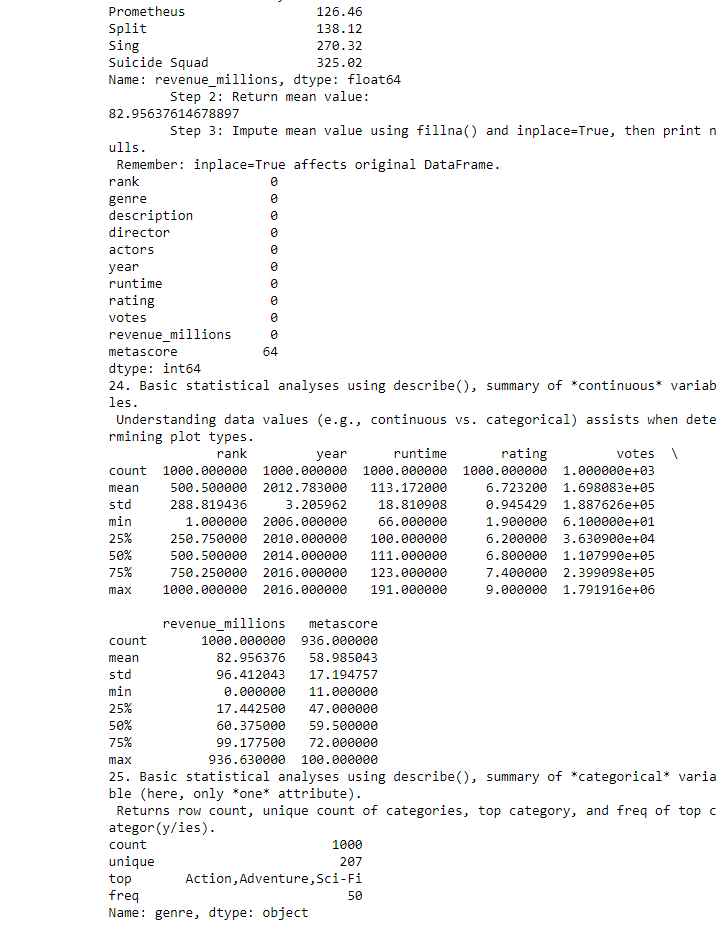 Prometheus 126.46
Split 138.12
Sing 270.32
Suicide Squad 325.02
Name: revenue_millions, dtype: float64
Step 2: Return mean value:
82.95637614678897
Step 3: Impute mean value using fillna() and inplace=True, then print n
ulls.
Remember: inplace=True affects original DataFrame.
rank 0
genre 0
description 0
director 0
actors 0
year 0
runtime 0
rating 0
votes 0
revenue_millions 0
metascore 64
dtype: int64
24. Basic statistical analyses using describe(), summary of *continuous* variab
les.
Understanding data values (e.g., continuous vs. categorical) assists when dete
rmining plot types.
rank year runtime rating votes \
count 1000.000000 1000.000000 1000.000000 1000.000000 1.000000e+03
mean 500.500000 2012.783000 113.172000 6.723200 1.698083e+05
std 288.819436 3.205962 18.810908 0.945429 1.887626e+05
min 1.000000 2006.000000 66.000000 1.900000 6.100000e+01
25% 250.750000 2010.000000 100.000000 6.200000 3.630900e+04
50% 500.500000 2014.000000 111.000000 6.800000 1.107990e+05
75% 750.250000 2016.000000 123.000000 7.400000 2.399098e+05
max 1000.000000 2016.000000 191.000000 9.000000 1.791916e+06
revenue_millions metascore
count 1000.000000 936.000000
mean 82.956376 58.985043
std 96.412043 17.194757
min 0.000000 11.000000
25% 17.442500 47.000000
50% 60.375000 59.500000
75% 99.177500 72.000000
max 936.630000 100.000000
25. Basic statistical analyses using describe(), summary of *categorical* varia
ble (here, only *one* attribute).
Returns row count, unique count of categories, top category, and freq of top c
ategor(y/ies).
count 1000
unique 207
top Action,Adventure,Sci-Fi
freq 50
Name: genre, dtype: object